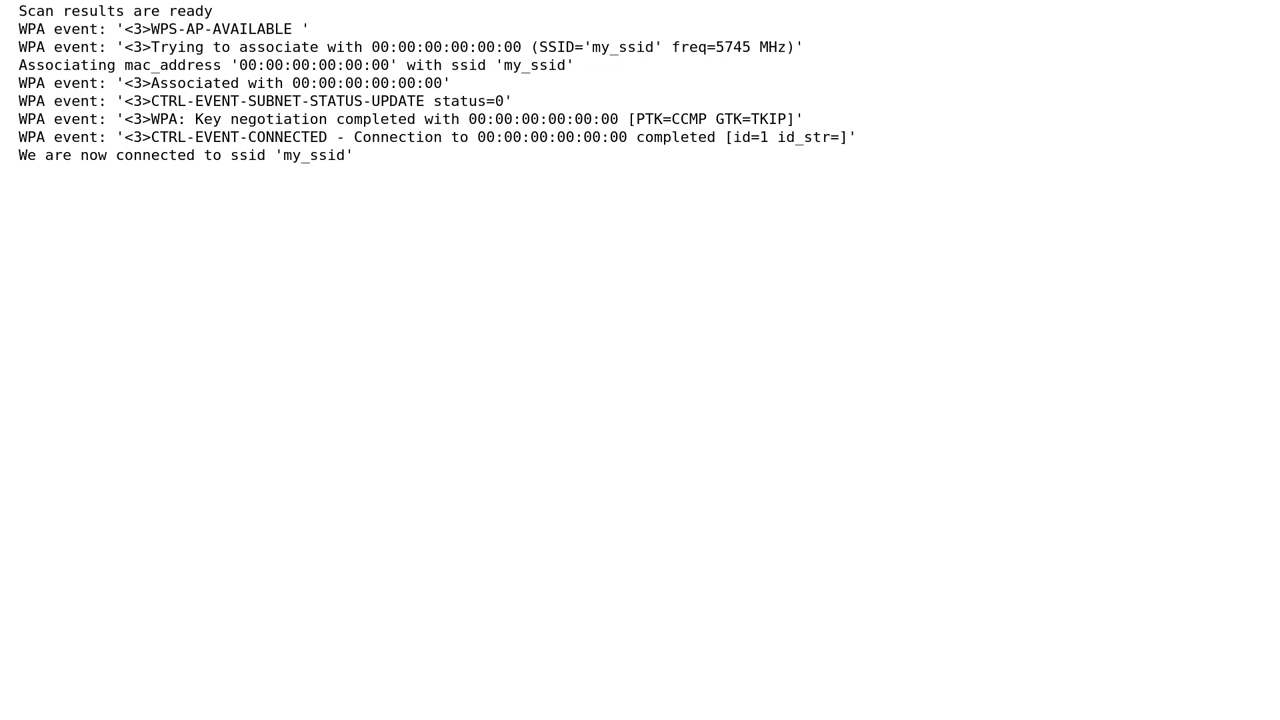 Scan results are ready
WPA event: '<3>WPS-AP-AVAILABLE '
WPA event: '<3>Trying to associate with 00:00:00:00:00:00 (SSID='my_ssid' freq=5745 MHz)'
Associating mac_address '00:00:00:00:00:00' with ssid 'my_ssid'
WPA event: '<3>Associated with 00:00:00:00:00:00'
WPA event: '<3>CTRL-EVENT-SUBNET-STATUS-UPDATE status=0'
WPA event: '<3>WPA: Key negotiation completed with 00:00:00:00:00:00 [PTK=CCMP GTK=TKIP]'
WPA event: '<3>CTRL-EVENT-CONNECTED - Connection to 00:00:00:00:00:00 completed [id=1 id_str=]'
We are now connected to ssid 'my_ssid'